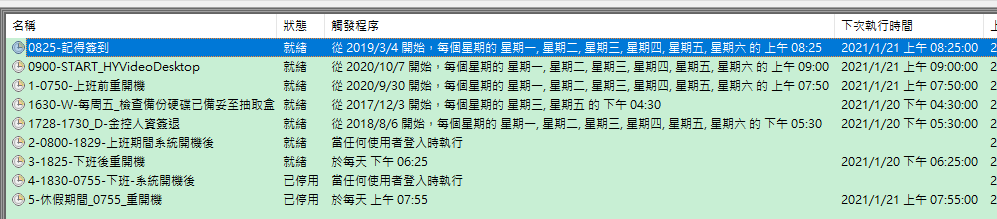 名稱 狀態 觸發程序 下次執行時間
0825-記得簽到 就緒 從 2019/3/4 開始，每個星期的 星期一, 星期二, 星期三, 星期四, 星期五, 星期六 的 上午 08:25 2021/1/21 上午 08:25:00 2
0900-START_HYVideoDesktop 就緒 從 2020/10/7 開始，每個星期的 星期一, 星期二, 星期三, 星期四, 星期五, 星期六 的 上午 09:00 2021/1/21 上午 09:00:00 2
1-0750-上班前重開機 就緒 從 2020/9/30 開始，每個星期的 星期一, 星期二, 星期三, 星期四, 星期五, 星期六 的 上午 07:50 2021/1/21 上午 07:50:00 2
1630-W-每周五_檢查備份硬碟已備妥至抽取盒 就緒 從 2017/12/3 開始，每個星期的 星期三, 星期五 的 下午 04:30 2021/1/20 下午 04:30:00 2
1728-1730_D-金控人資簽退 就緒 從 2018/8/6 開始，每個星期的 星期一, 星期二, 星期三, 星期四, 星期五, 星期六 的 下午 05:30 2021/1/20 下午 05:30:00 2
2-0800-1829-上班期間系統開機後 就緒 當任何使用者登入時執行 2
3-1825-下班後重開機 就緒 於每天 下午 06:25 2021/1/20 下午 06:25:00 2
4-1830-0755-下班-系統開機後 已停用 當任何使用者登入時執行 2
5-休假期間_0755_重開機 已停用 於每天 上午 07:55 2021/1/21 上午 07:55:00 2